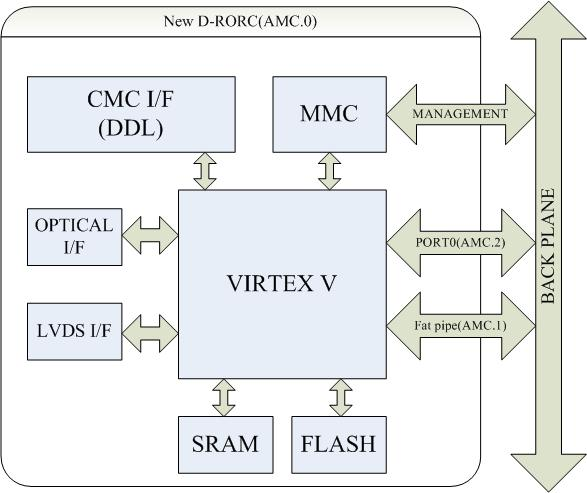 New D-RORC(AMC.0)
CMC I/F
(DDL)
MMC
MANAGEMENT
OPTICAL
I/F
VIRTEX V
PORT0(AMC.2)
BACK PLANE
LVDS I/F
Fat pipe(AMC.1)
SRAM
FLASH